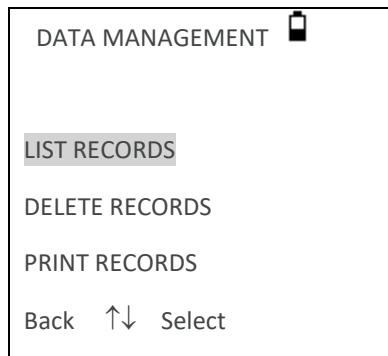 DATA MANAGEMENT
LIST RECORDS
DELETE RECORDS
PRINT RECORDS
Back ↑↓ Select